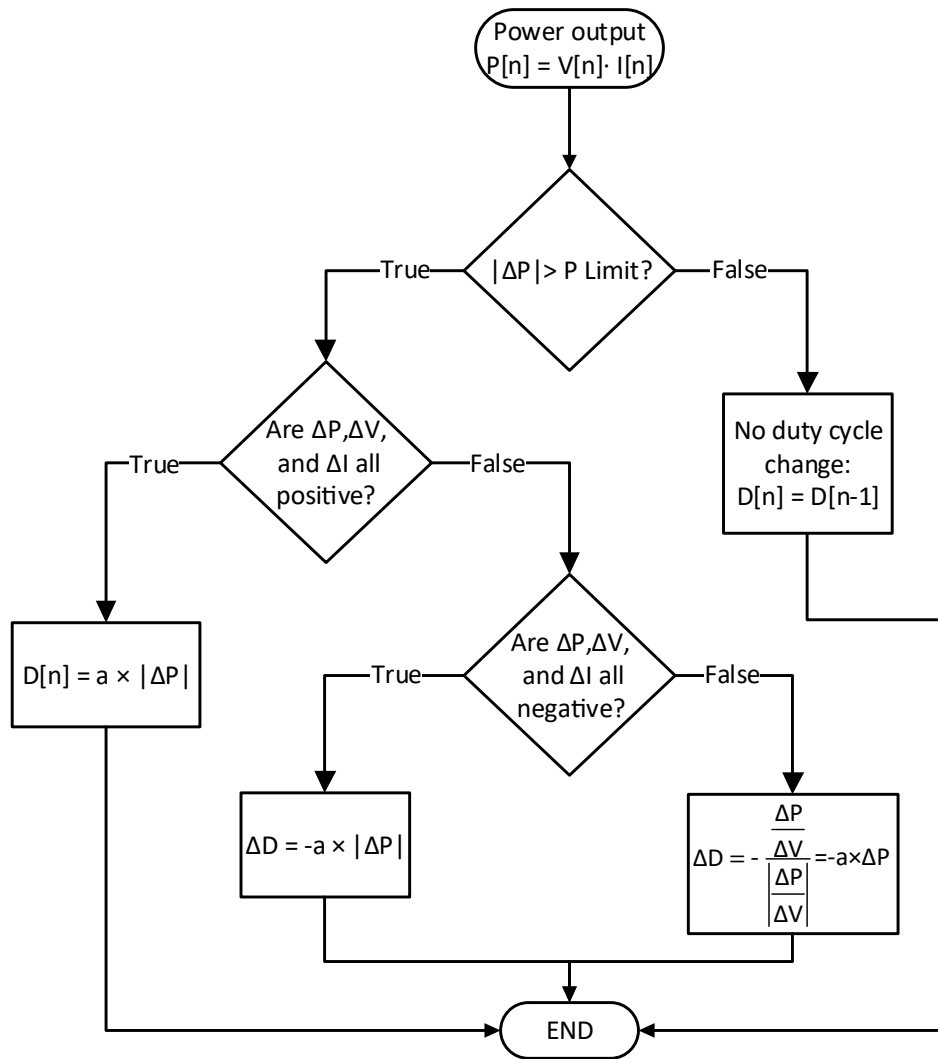 Power output
P[n] = V[n]· I[n]
|ΔP|> P Limit?
True
False
Are ΔP,ΔV,
and ΔI all
positive?
True
False
No duty cycle
change:
D[n] = D[n-1]
D[n] = a × |ΔP|
Are ΔP,ΔV,
and ΔI all
negative?
True
False
ΔD = -a × |ΔP|
ΔD = - (ΔP/ΔV)/|ΔP/ΔV| =-a×ΔP
END